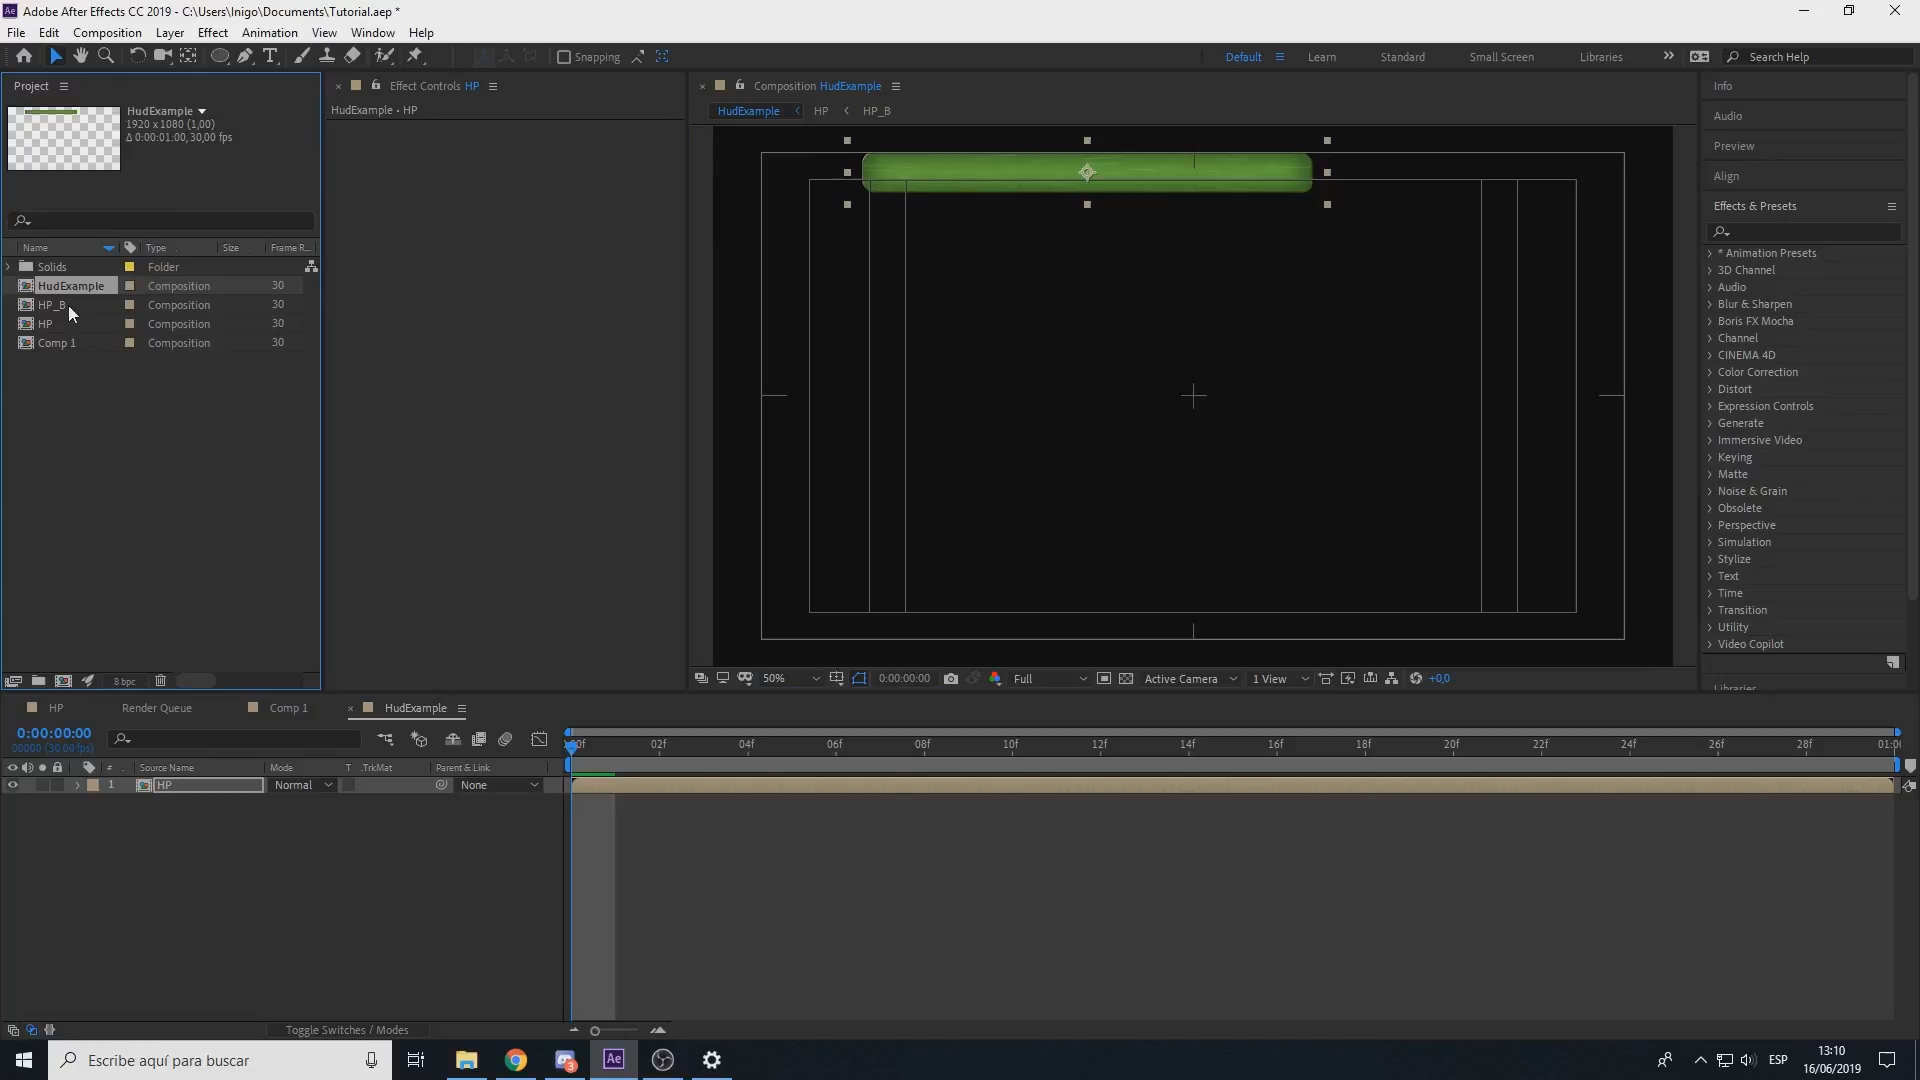 Adobe After Effects CC 2019 - C:\Users\Inigo\Documents\Tutorial.aep *
File Edit Composition Layer Effect Animation View Window Help
Snapping
Default Learn Standard Small Screen Libraries Search Help
Project
HudExample
1920 x 1080 (1,00)
Δ 0:00:01:00, 30,00 fps
Name Type Size Frame R...
Solids Folder
HudExample Composition 30
HP_B Composition 30
HP Composition 30
Comp 1 Composition 30
8 bpc
Effect Controls HP
HudExample • HP
Composition HudExample
HudExample HP HP_B
50% 0:00:00:00 Full Active Camera 1 View +0,0
Info
Audio
Preview
Align
Effects & Presets
* Animation Presets
3D Channel
Audio
Blur & Sharpen
Boris FX Mocha
Channel
CINEMA 4D
Color Correction
Distort
Expression Controls
Generate
Immersive Video
Keying
Matte
Noise & Grain
Obsolete
Perspective
Simulation
Stylize
Text
Time
Transition
Utility
Video Copilot
Libraries
HP Render Queue Comp 1 HudExample
0:00:00:00
00000 (30.00 fps)
02f 04f 06f 08f 10f 12f 14f 16f 18f 20f 22f 24f 26f 28f
# Source Name Mode T .TrkMat Parent & Link
1 HP Normal None
Toggle Switches / Modes
Escribe aquí para buscar
Ae
3
ESP
13:10
16/06/2019